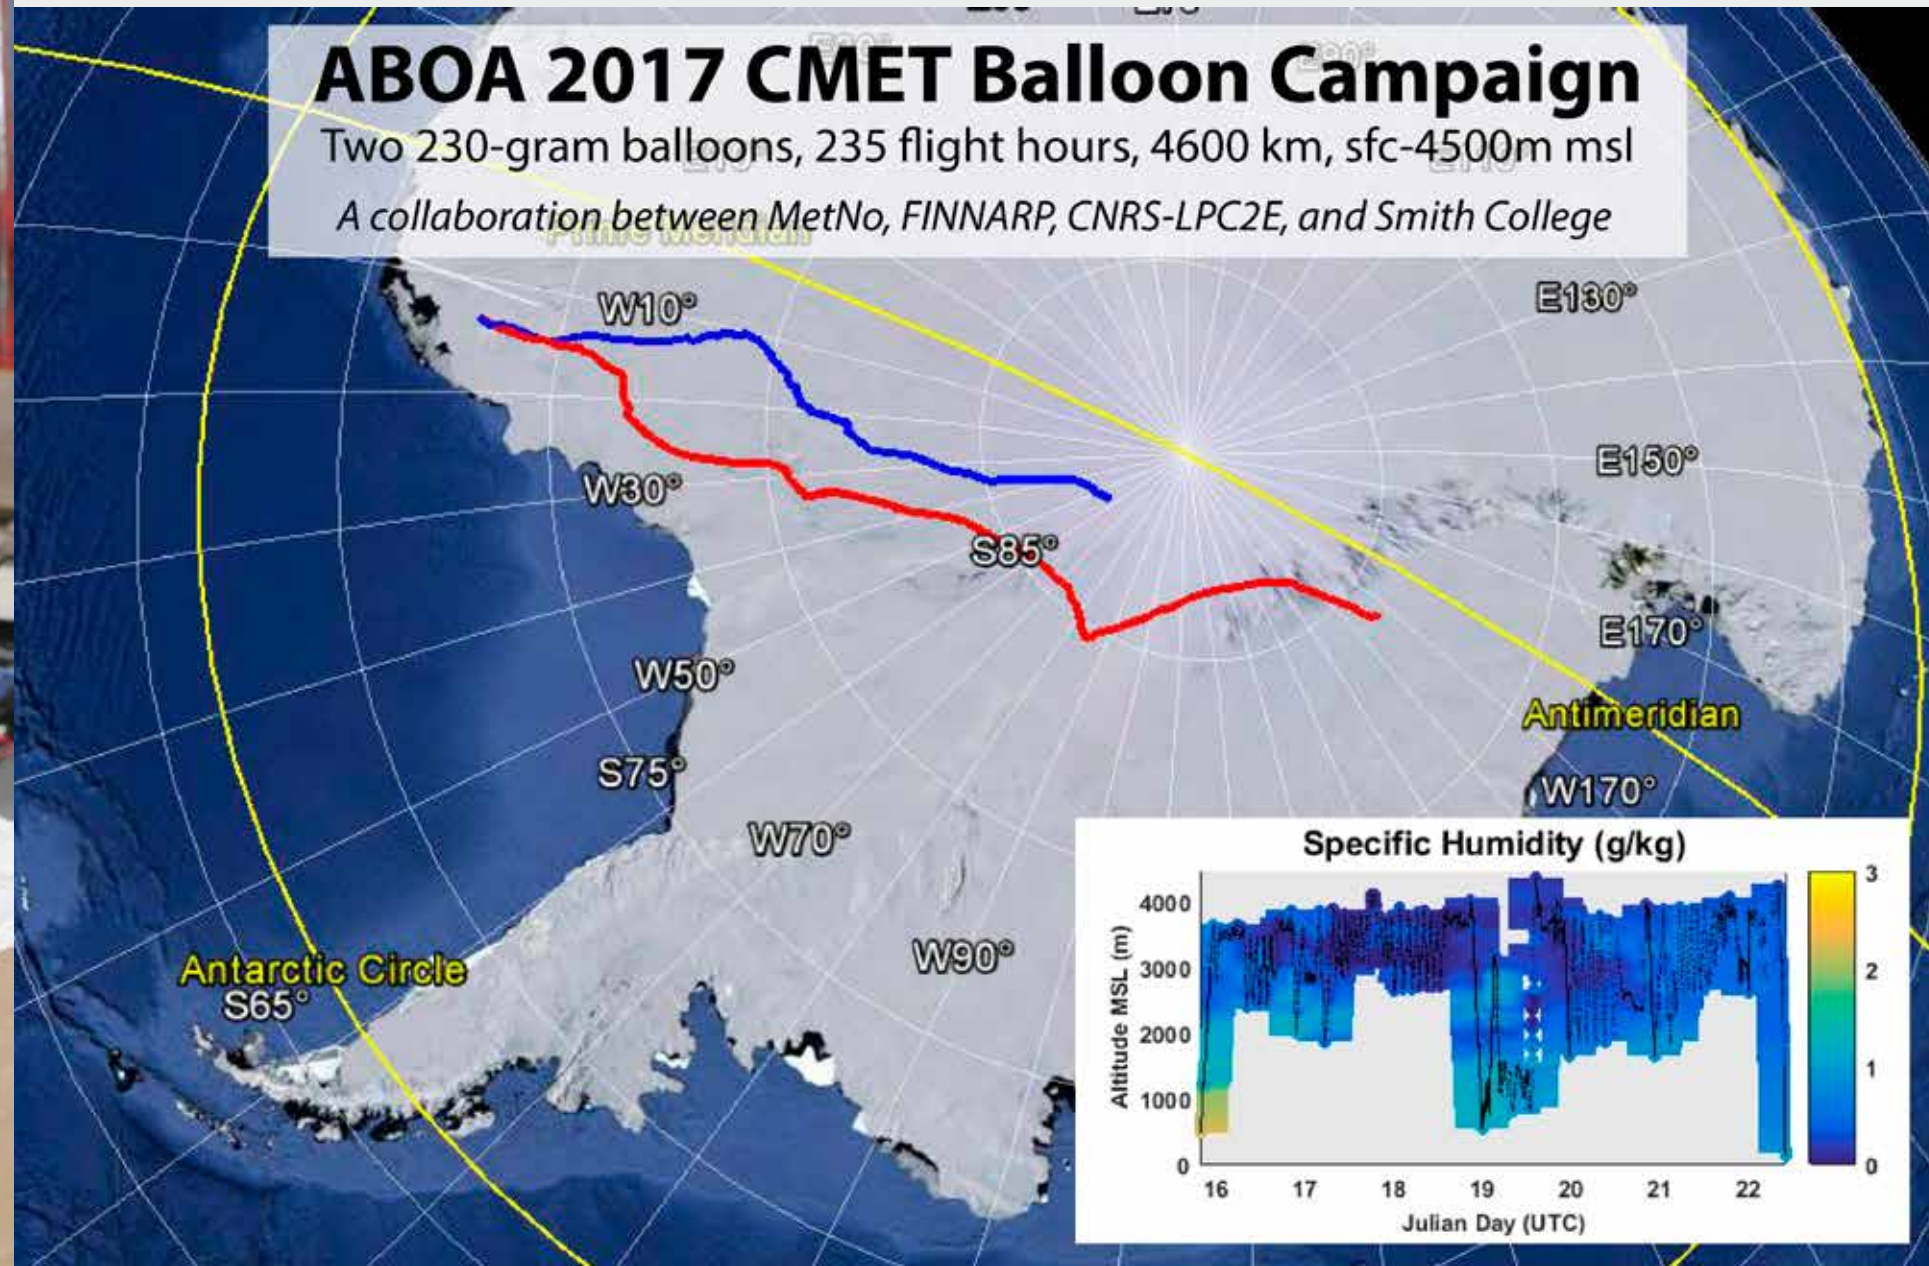 ABOA 2017 CMET Balloon Campaign
Two 230-gram balloons, 235 flight hours, 4600 km, sfc-4500m msl
A collaboration between MetNo, FINNARP, CNRS-LPC2E, and Smith College
Prime Meridian
W10°
E130°
E150°
W30°
S85°
E170°
W50°
Antimeridian
S75°
W170°
W70°
W90°
Antarctic Circle
S65°
Specific Humidity (g/kg)
Altitude MSL (m)
4000
3000
2000
1000
0
16 17 18 19 20 21 22
Julian Day (UTC)
3
2
1
0